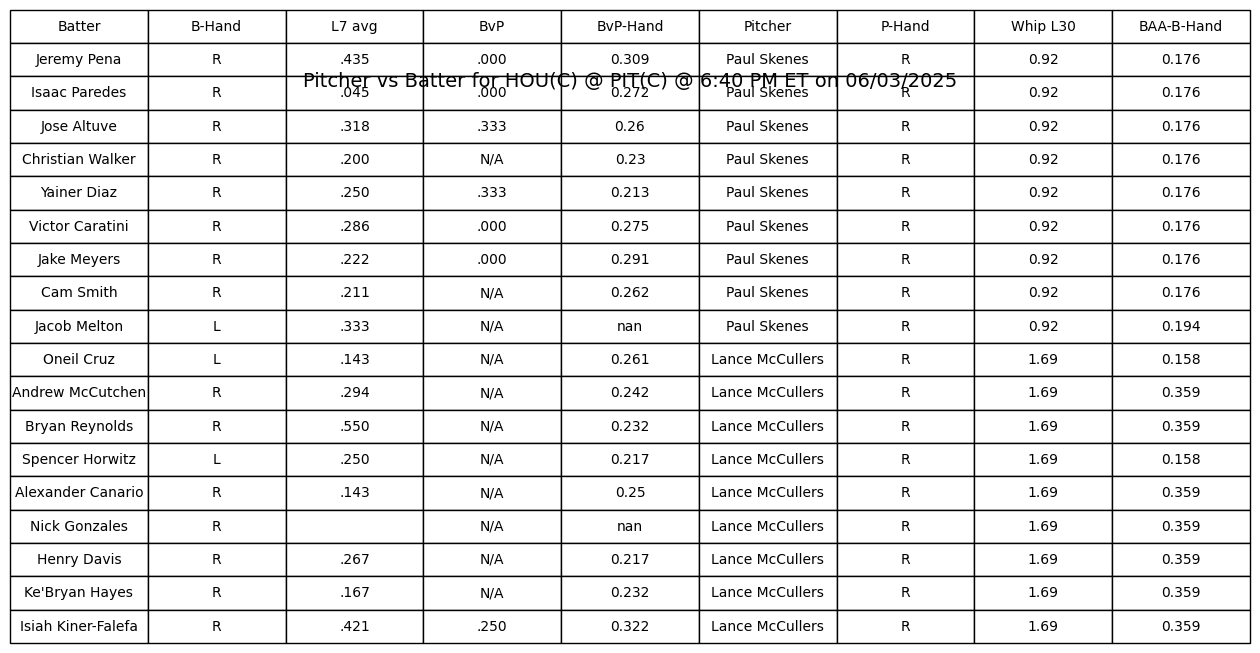 Batter B-Hand L7 avg BvP BvP-Hand Pitcher P-Hand Whip L30 BAA-B-Hand
Jeremy Pena R .435 .000 0.309 Paul Skenes R 0.92 0.176
Pitcher vs Batter for HOU(C) @ PIT(C) @ 6:40 PM ET on 06/03/2025
Isaac Paredes R .045 .000 0.272 Paul Skenes R 0.92 0.176
Jose Altuve R .318 .333 0.26 Paul Skenes R 0.92 0.176
Christian Walker R .200 N/A 0.23 Paul Skenes R 0.92 0.176
Yainer Diaz R .250 .333 0.213 Paul Skenes R 0.92 0.176
Victor Caratini R .286 .000 0.275 Paul Skenes R 0.92 0.176
Jake Meyers R .222 .000 0.291 Paul Skenes R 0.92 0.176
Cam Smith R .211 N/A 0.262 Paul Skenes R 0.92 0.176
Jacob Melton L .333 N/A nan Paul Skenes R 0.92 0.194
Oneil Cruz L .143 N/A 0.261 Lance McCullers R 1.69 0.158
Andrew McCutchen R .294 N/A 0.242 Lance McCullers R 1.69 0.359
Bryan Reynolds R .550 N/A 0.232 Lance McCullers R 1.69 0.359
Spencer Horwitz L .250 N/A 0.217 Lance McCullers R 1.69 0.158
Alexander Canario R .143 N/A 0.25 Lance McCullers R 1.69 0.359
Nick Gonzales R N/A nan Lance McCullers R 1.69 0.359
Henry Davis R .267 N/A 0.217 Lance McCullers R 1.69 0.359
Ke'Bryan Hayes R .167 N/A 0.232 Lance McCullers R 1.69 0.359
Isiah Kiner-Falefa R .421 .250 0.322 Lance McCullers R 1.69 0.359